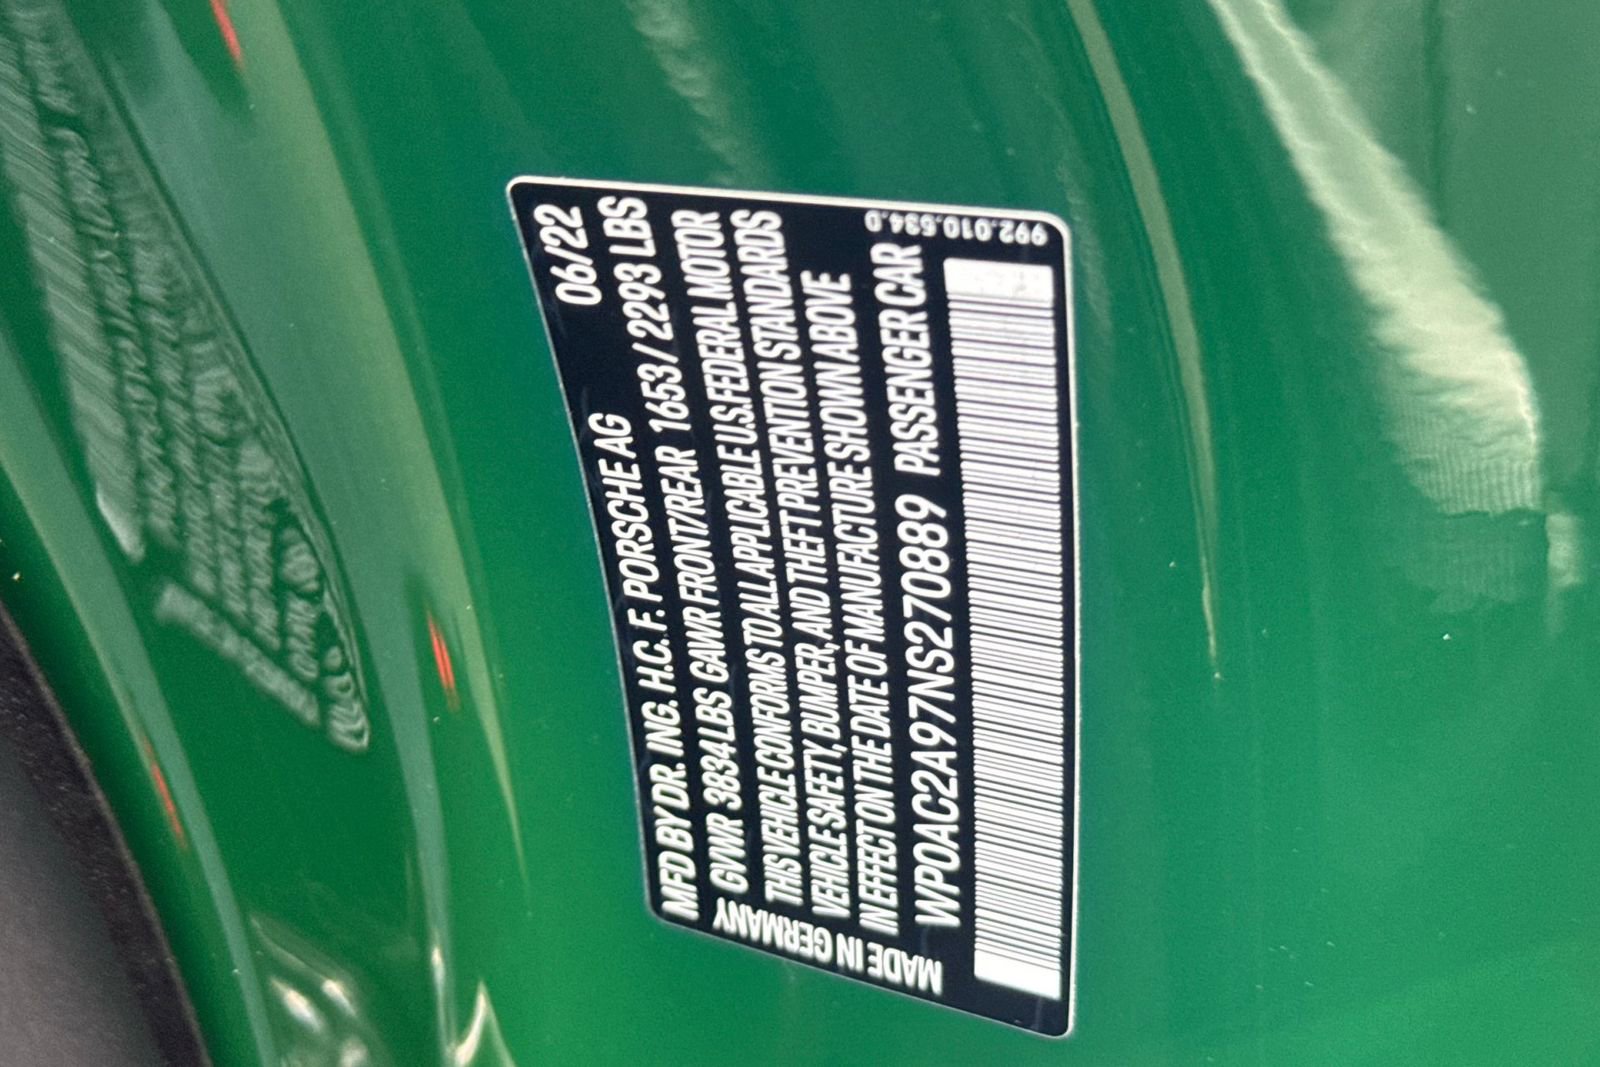 MFD BY DR. ING. H.C. F. PORSCHE AG 06/22
GVWR 3834LBS GAWR FRONT/REAR 1653/2293 LBS
THIS VEHICLE CONFORMS TO ALL APPLICABLE U.S. FEDERAL MOTOR
VEHICLE SAFETY, BUMPER, AND THEFT PREVENTION STANDARDS
IN EFFECT ON THE DATE OF MANUFACTURE SHOWN ABOVE
WP0AC2A97NS270889 PASSENGER CAR
MADE IN GERMANY
992.010.534.D